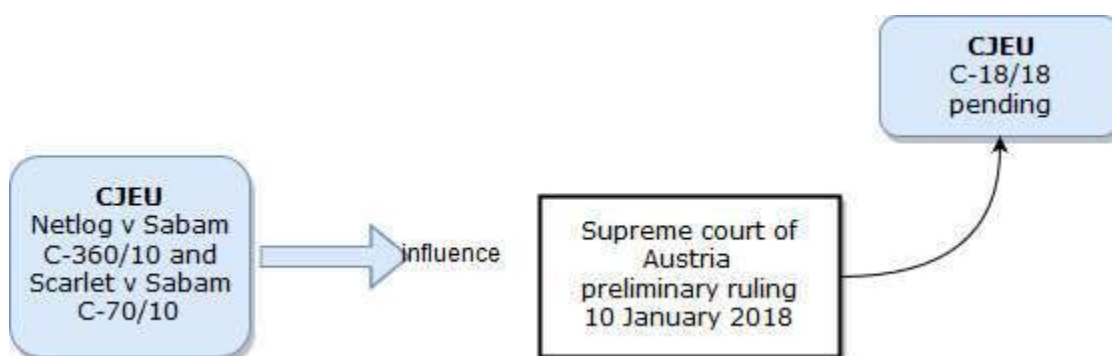 CJEU
Netlog v Sabam
C-360/10 and
Scarlet v Sabam
C-70/10
influence
Supreme court of
Austria
preliminary ruling
10 January 2018
CJEU
C-18/18
pending